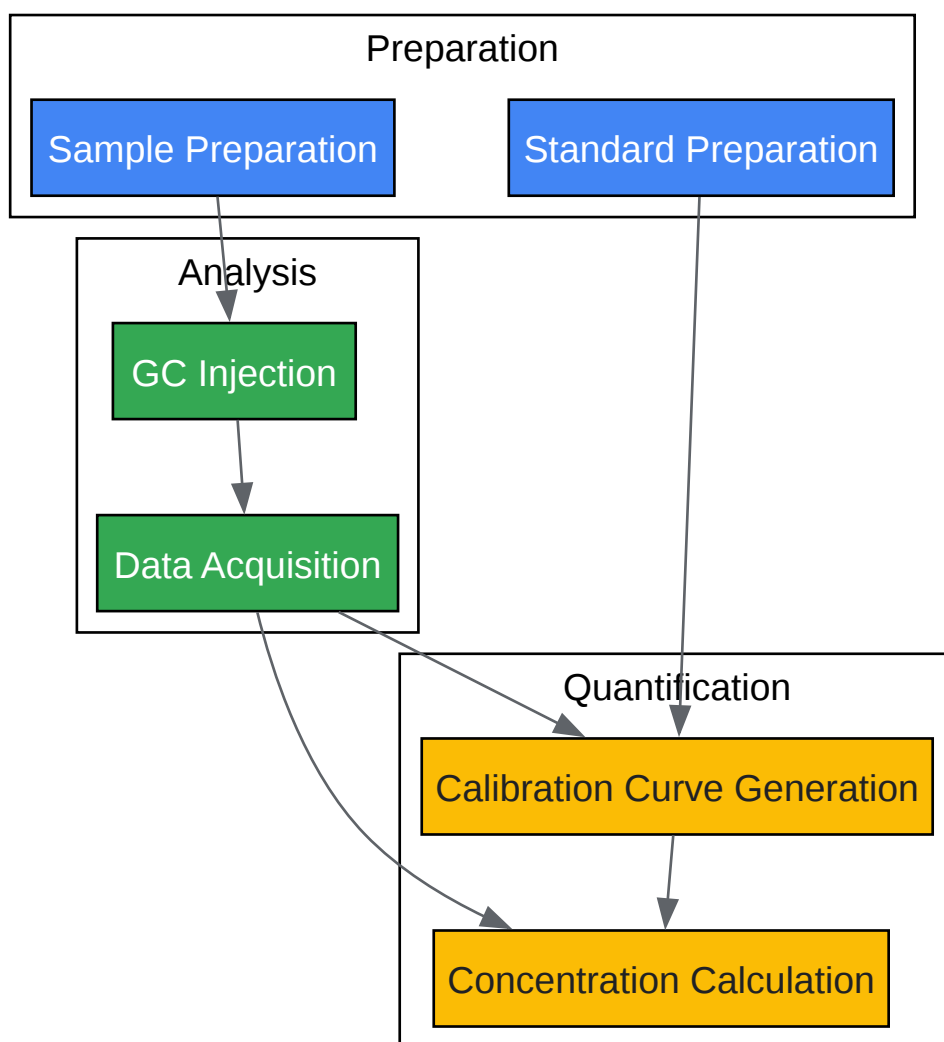 Preparation
Sample Preparation
Standard Preparation
Analysis
GC Injection
Data Acquisition
Quantification
Calibration Curve Generation
Concentration Calculation